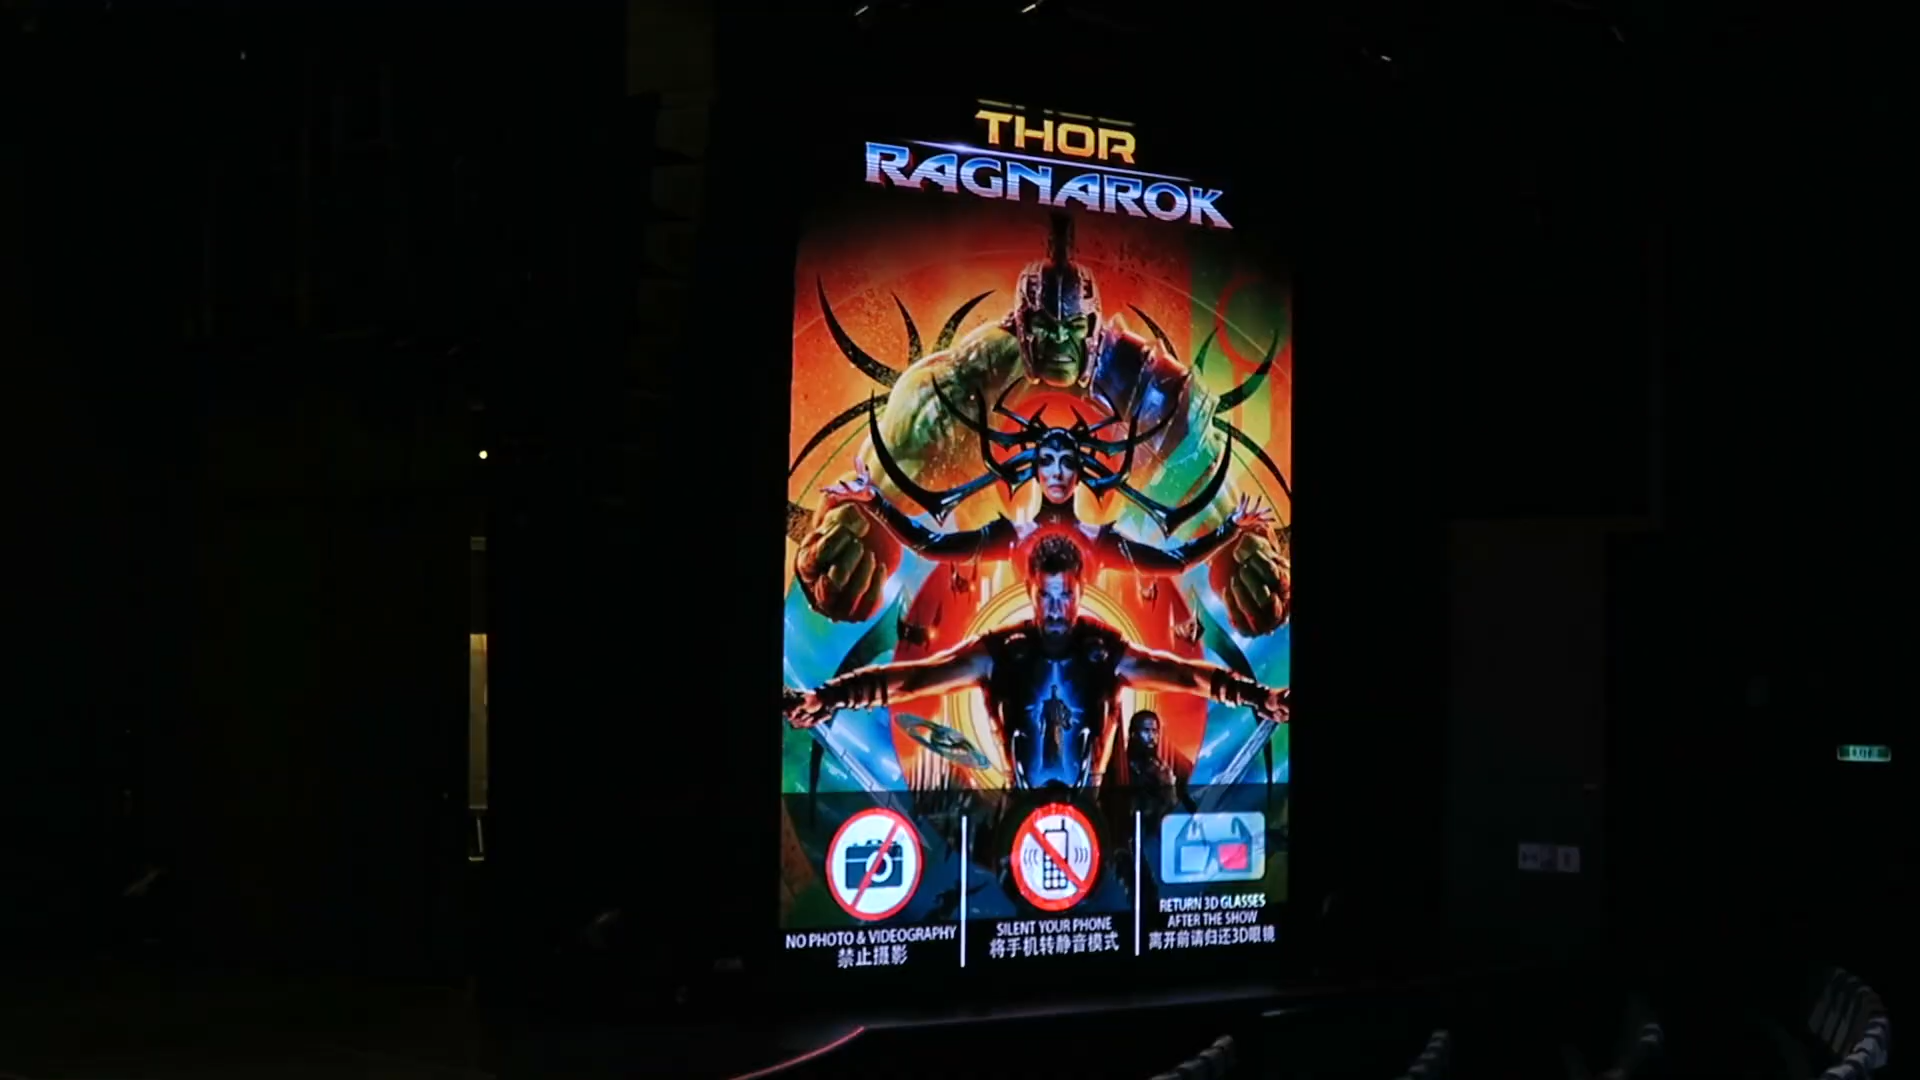 THOR
RAGNAROK
NO PHOTO & VIDEOGRAPHY
禁止摄影
SILENT YOUR PHONE
将手机转静音模式
RETURN 3D GLASSES
AFTER THE SHOW
离开前请归还3D眼镜
EXIT